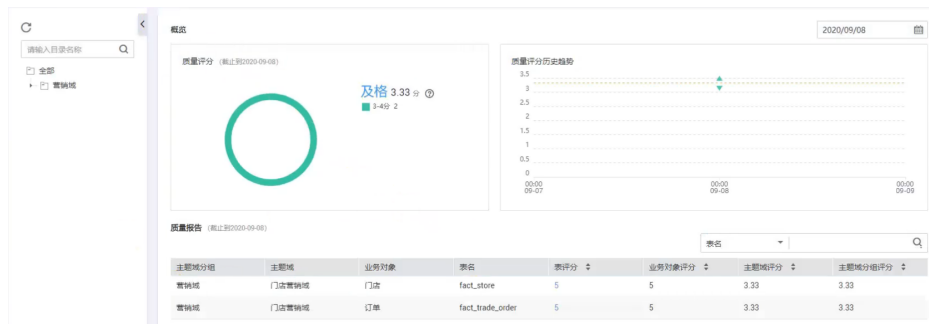 概览
2020/09/08
请输入目录名称
全部
营销域
质量评分 (截止到2020-09-08)
及格 3.33 分
3-4分 2
质量评分历史趋势
3.5
3
2.5
2
1.5
1
0.5
0
00:00 00:00 00:00
09-07 09-08 09-09
质量报告 (截止到2020-09-08)
表名
主题域分组 主题域 业务对象 表名 表评分 业务对象评分 主题域评分 主题域分组评分
营销域 门店营销域 门店 fact_store 5 5 3.33 3.33
营销域 门店营销域 订单 fact_trade_order 5 5 3.33 3.33